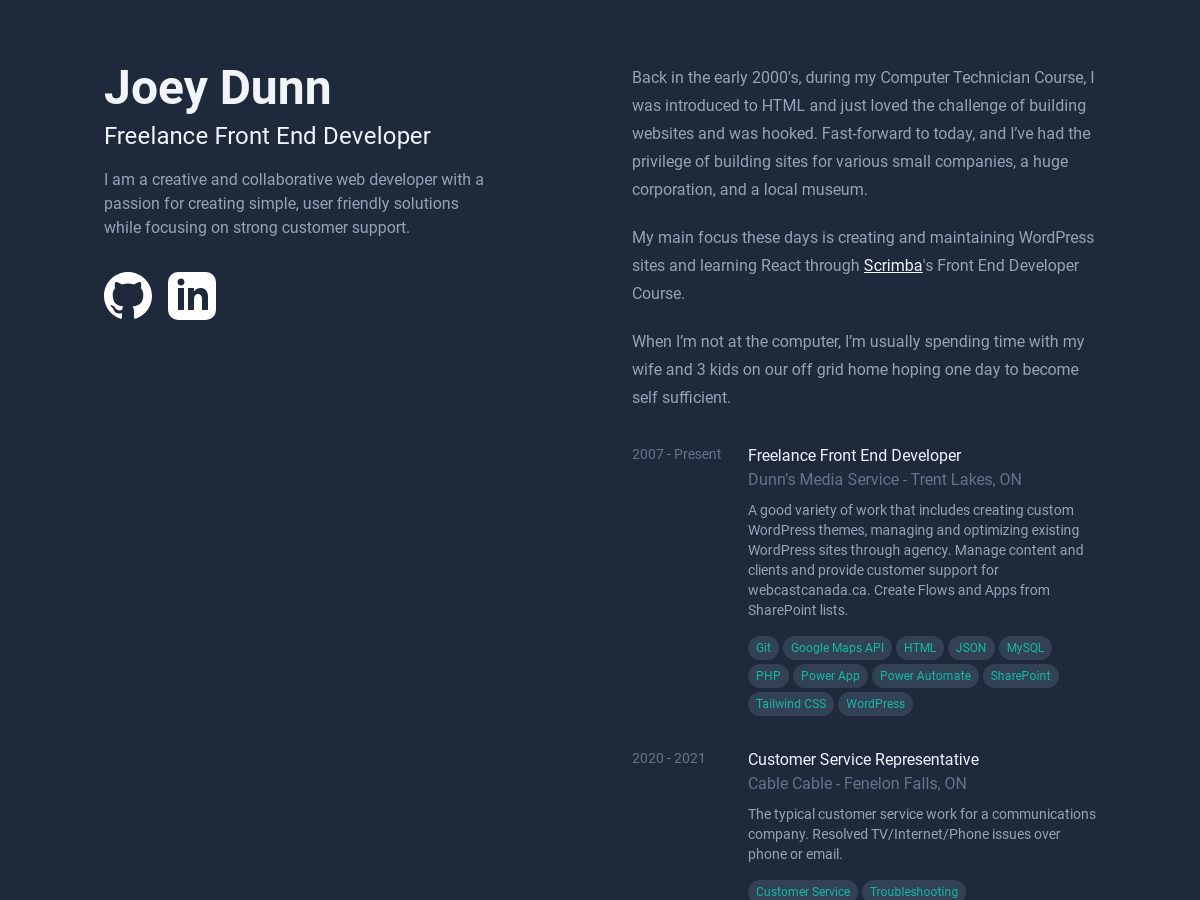 Joey Dunn
Freelance Front End Developer
I am a creative and collaborative web developer with a
passion for creating simple, user friendly solutions
while focusing on strong customer support.
in
Back in the early 2000's, during my Computer Technician Course, I
was introduced to HTML and just loved the challenge of building
websites and was hooked. Fast-forward to today, and I’ve had the
privilege of building sites for various small companies, a huge
corporation, and a local museum.
My main focus these days is creating and maintaining WordPress
sites and learning React through Scrimba's Front End Developer
Course.
When I’m not at the computer, I’m usually spending time with my
wife and 3 kids on our off grid home hoping one day to become
self sufficient.
2007 - Present
Freelance Front End Developer
Dunn's Media Service - Trent Lakes, ON
A good variety of work that includes creating custom
WordPress themes, managing and optimizing existing
WordPress sites through agency. Manage content and
clients and provide customer support for
webcastcanada.ca. Create Flows and Apps from
SharePoint lists.
Git Google Maps API HTML JSON MySQL
PHP Power App Power Automate SharePoint
Tailwind CSS WordPress
2020 - 2021
Customer Service Representative
Cable Cable - Fenelon Falls, ON
The typical customer service work for a communications
company. Resolved TV/Internet/Phone issues over
phone or email.
Customer Service Troubleshooting